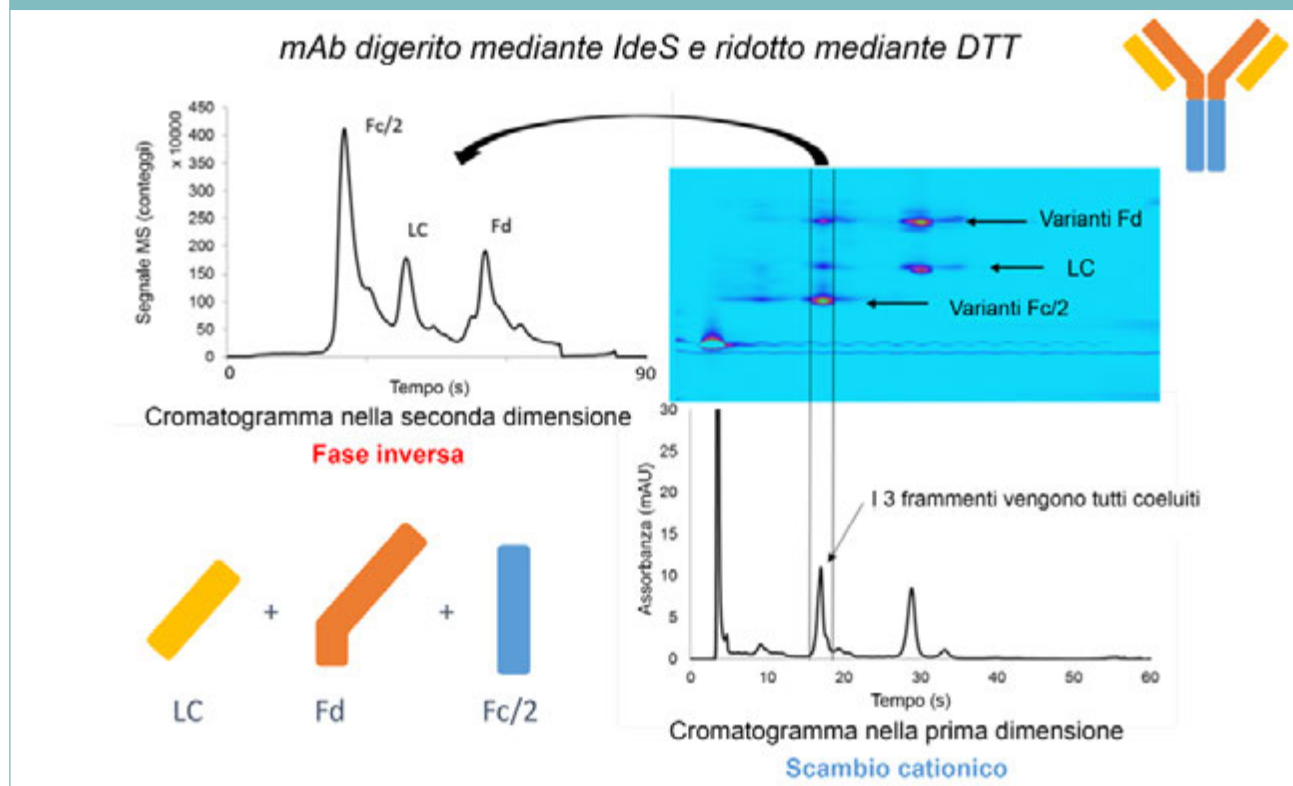 mAb digerito mediante IdeS e ridotto mediante DTT
Segnale MS (conteggi)
x 10000
450
400
350
300
250
200
150
100
50
0
Fc/2
LC
Fd
0
90
Tempo (s)
Cromatogramma nella seconda dimensione
Fase inversa
Varianti Fd
LC
Varianti Fc/2
Assorbanza (mAU)
30
25
20
15
10
5
0
I 3 frammenti vengono tutti coeluiti
0 10 20 30 40 50 60
Tempo (s)
Cromatogramma nella prima dimensione
Scambio cationico
+ +
LC Fd Fc/2